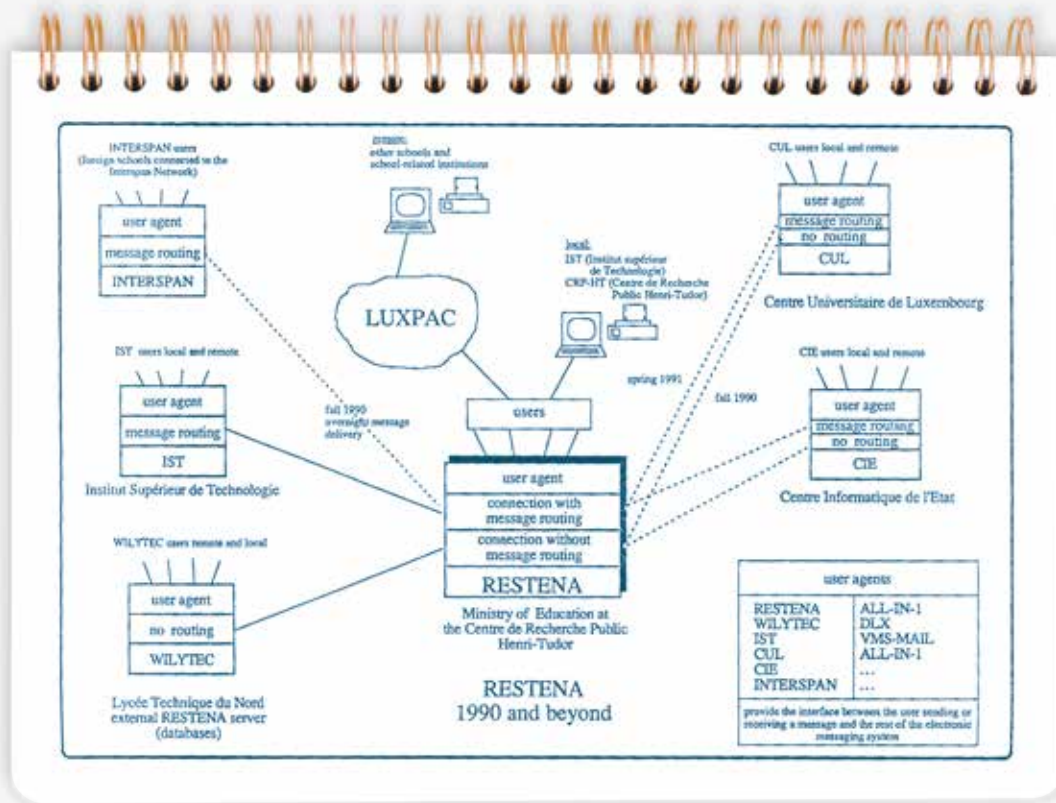 INTERSPAN users
(foreign schools connected to the
Interspan Network)
user agent
message routing
INTERSPAN
remote:
other schools and
school-related institutions
LUXPAC
local:
IST (Institut supérieur
de Technologie)
CRP-HT (Centre de Recherche
Public Henri-Tudor)
CUL users local and remote
user agent
message routing
no routing
CUL
Centre Universitaire de Luxembourg
IST users local and remote
user agent
message routing
IST
Institut Supérieur de Technologie
fall 1990
overnight message
delivery
users
spring 1991
fall 1990
CIE users local and remote
user agent
message routing
no routing
CIE
Centre Informatique de l'Etat
user agent
connection with
message routing
connection without
message routing
RESTENA
Ministry of Education at
the Centre de Recherche Public
Henri-Tudor
WILYTEC users remote and local
user agent
no routing
WILYTEC
Lycée Technique du Nord
external RESTENA server
(databases)
RESTENA
1990 and beyond
user agents
RESTENA ALL-IN-1
WILYTEC DLX
IST VMS-MAIL
CUL ALL-IN-1
CIE ...
INTERSPAN ...
provide the interface between the user sending or
receiving a message and the rest of the electronic
messaging system